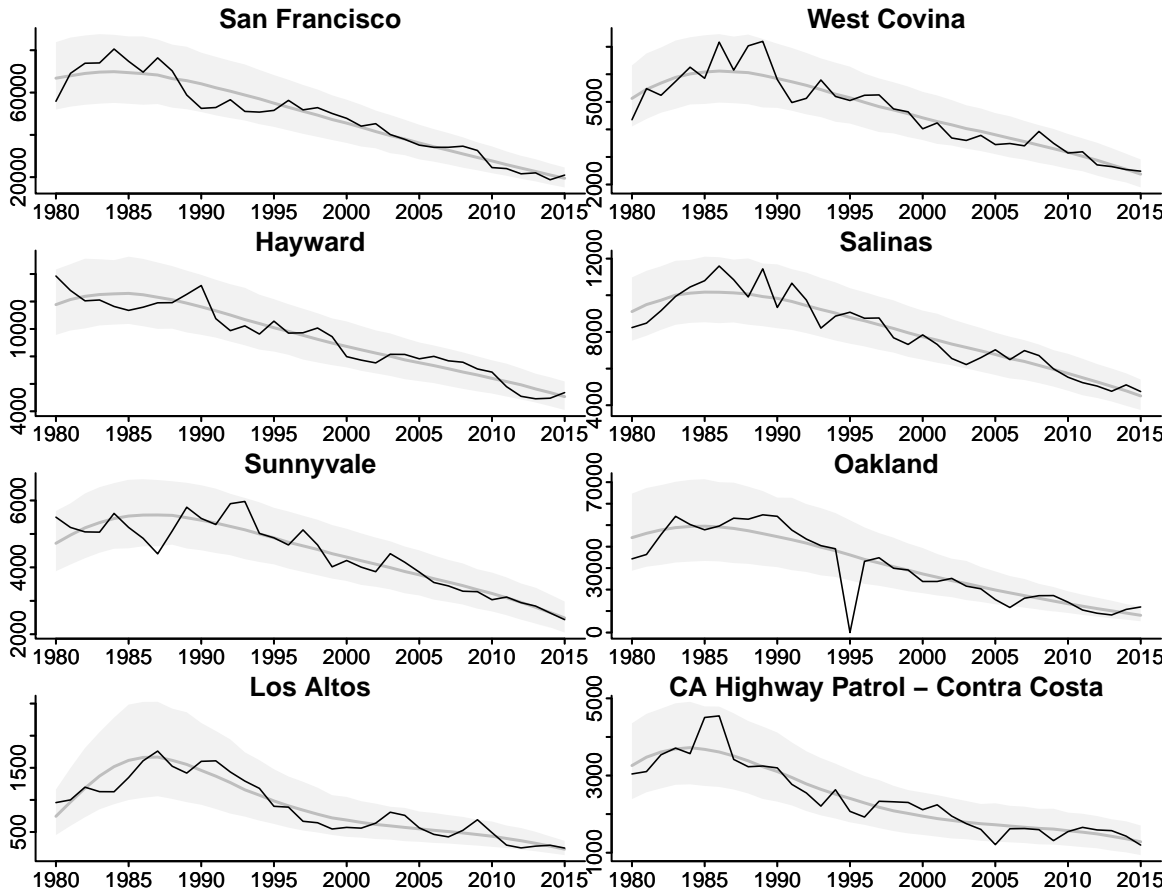 San Francisco
60000
20000
1980 1985 1990 1995 2000 2005 2010 2015
West Covina
5000
2000
1980 1985 1990 1995 2000 2005 2010 2015
Hayward
10000
4000
1980 1985 1990 1995 2000 2005 2010 2015
Salinas
12000
8000
4000
1980 1985 1990 1995 2000 2005 2010 2015
Sunnyvale
6000
4000
2000
1980 1985 1990 1995 2000 2005 2010 2015
Oakland
70000
30000
0
1980 1985 1990 1995 2000 2005 2010 2015
Los Altos
1500
500
1980 1985 1990 1995 2000 2005 2010 2015
CA Highway Patrol – Contra Costa
5000
3000
1000
1980 1985 1990 1995 2000 2005 2010 2015